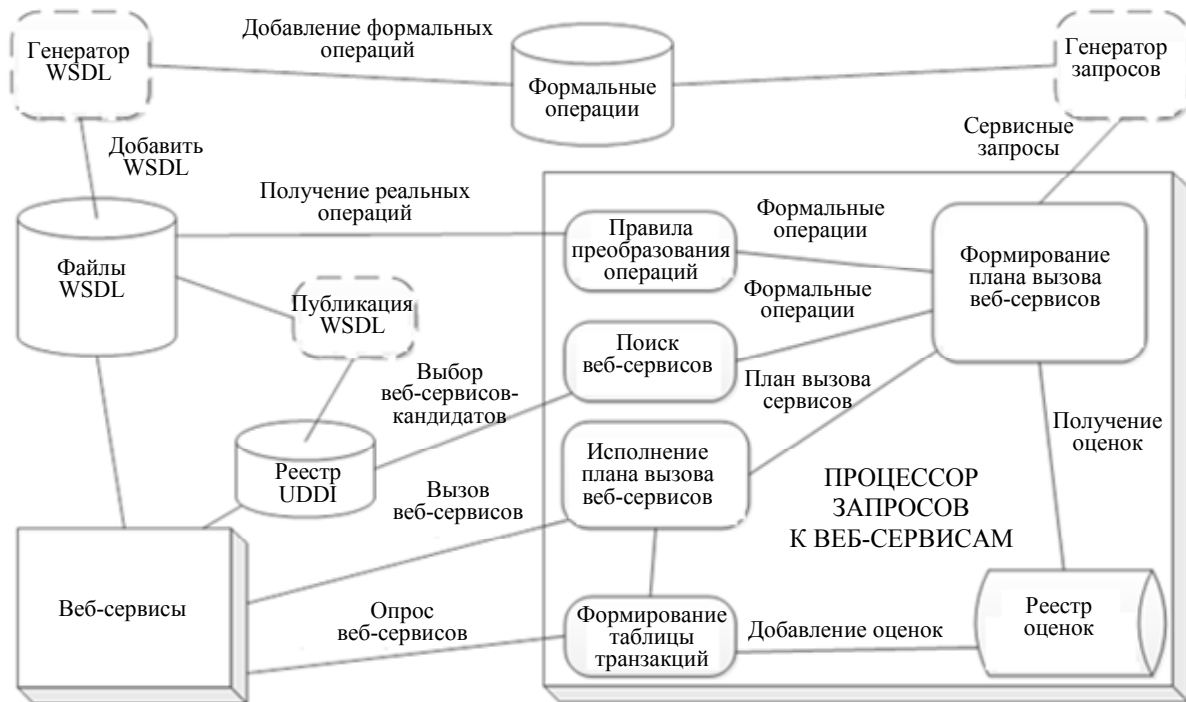 Генератор
WSDL
Добавление формальных
операций
Формальные
операции
Генератор
запросов
Добавить
WSDL
Сервисные
запросы
Получение реальных
операций
Файлы
WSDL
Публикация
WSDL
Правила
преобразования
операций
Формальные
операции
Формирование
плана вызова
веб-сервисов
Формальные
операции
Поиск
веб-сервисов
Выбор
веб-сервисов-
кандидатов
План вызова
сервисов
Получение
оценок
Реестр
UDDI
Исполнение
плана вызова
веб-сервисов
Вызов
веб-сервисов
ПРОЦЕССОР
ЗАПРОСОВ
К ВЕБ-СЕРВИСАМ
Веб-сервисы
Опрос
веб-сервисов
Формирование
таблицы
транзакций
Добавление оценок
Реестр
оценок